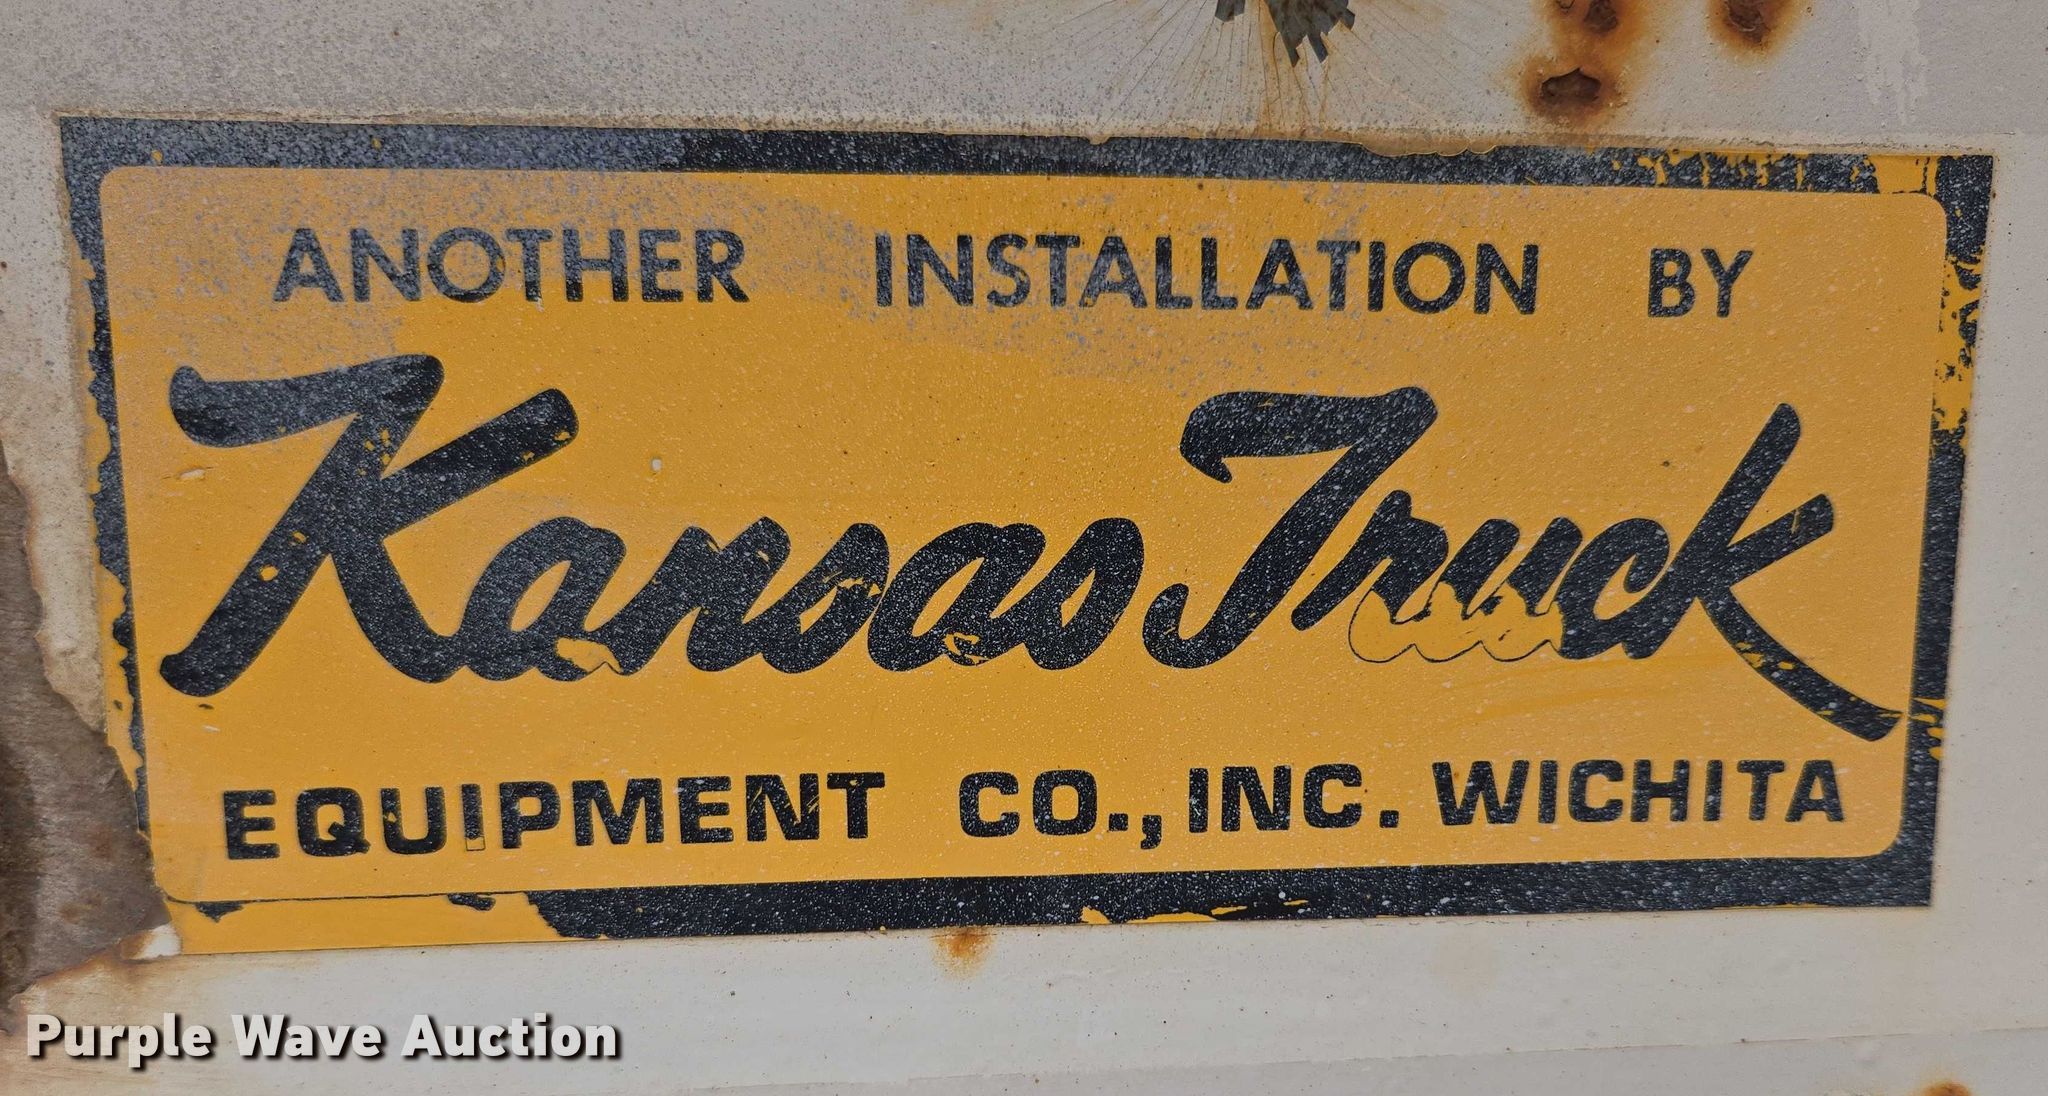 ANOTHER INSTALLATION BY
Kansas Truck
EQUIPMENT CO., INC. WICHITA
Purple Wave Auction